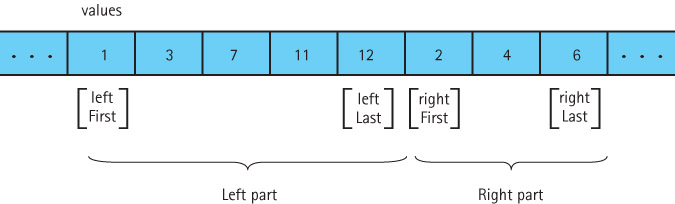 values
. . . 1 3 7 11 12 2 4 6 . . .
left First left Last right First right Last
Left part Right part